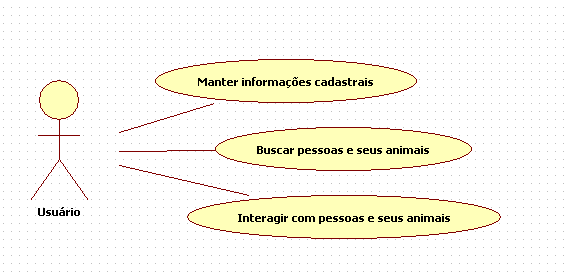 Manter informações cadastrais
Buscar pessoas e seus animais
Usuário
Interagir com pessoas e seus animais